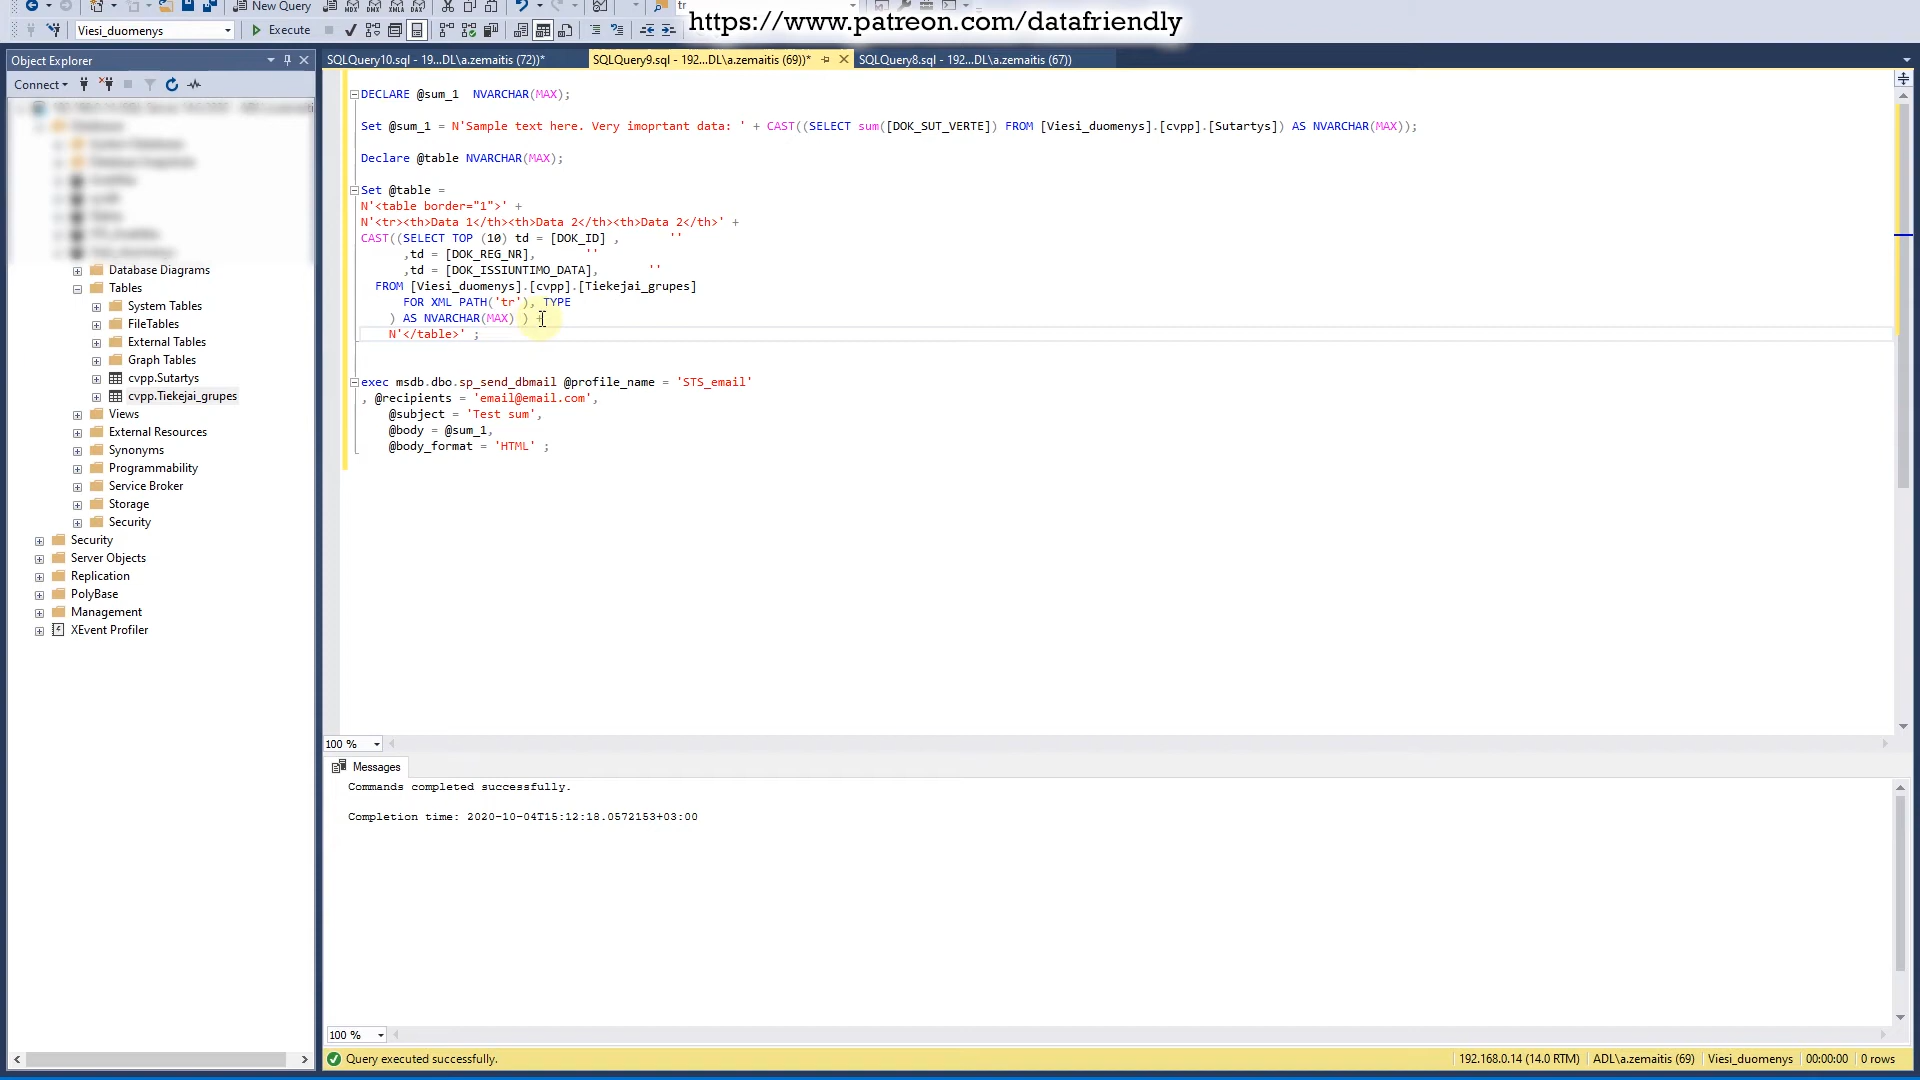 https://www.patreon.com/datafriendly
New Query
Viesi_duomenys
Execute
Object Explorer
SQLQuery10.sql - 19...DL\a.zemaitis (72))*
SQLQuery9.sql - 192...DL\a.zemaitis (69))*
SQLQuery8.sql - 192...DL\a.zemaitis (67))
Connect
DECLARE @sum_1  NVARCHAR(MAX);
Set @sum_1 = N'Sample text here. Very imoprtant data: ' + CAST((SELECT sum([DOK_SUT_VERTE]) FROM [Viesi_duomenys].[cvpp].[Sutartys]) AS NVARCHAR(MAX));
Declare @table NVARCHAR(MAX);
Set @table =
N'<table border="1">' +
N'<tr><th>Data 1</th><th>Data 2</th><th>Data 2</th>' +
CAST((SELECT TOP (10) td = [DOK_ID] ,       ''
,td = [DOK_REG_NR],       ''
,td = [DOK_ISSIUNTIMO_DATA],       ''
FROM [Viesi_duomenys].[cvpp].[Tiekejai_grupes]
FOR XML PATH('tr'), TYPE
) AS NVARCHAR(MAX) ) +
N'</table>' ;
exec msdb.dbo.sp_send_dbmail @profile_name = 'STS_email'
, @recipients = 'email@email.com',
@subject = 'Test sum',
@body = @sum_1,
@body_format = 'HTML' ;
Database Diagrams
Tables
System Tables
FileTables
External Tables
Graph Tables
cvpp.Sutartys
cvpp.Tiekejai_grupes
Views
External Resources
Synonyms
Programmability
Service Broker
Storage
Security
Security
Server Objects
Replication
PolyBase
Management
XEvent Profiler
100 %
Messages
Commands completed successfully.
Completion time: 2020-10-04T15:12:18.0572153+03:00
100 %
Query executed successfully.
192.168.0.14 (14.0 RTM)
ADL\a.zemaitis (69)
Viesi_duomenys
00:00:00
0 rows